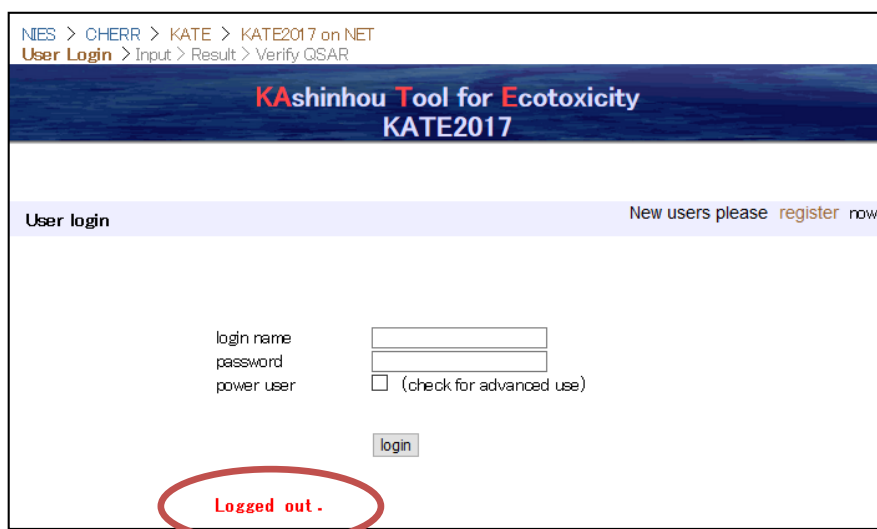 NIES > CHERR > KATE > KATE2017 on NET
User Login > Input > Result > Verify QSAR
KAshinhou Tool for Ecotoxicity
KATE2017
User login
New users please register now
login name
password
power user (check for advanced use)
login
Logged out.